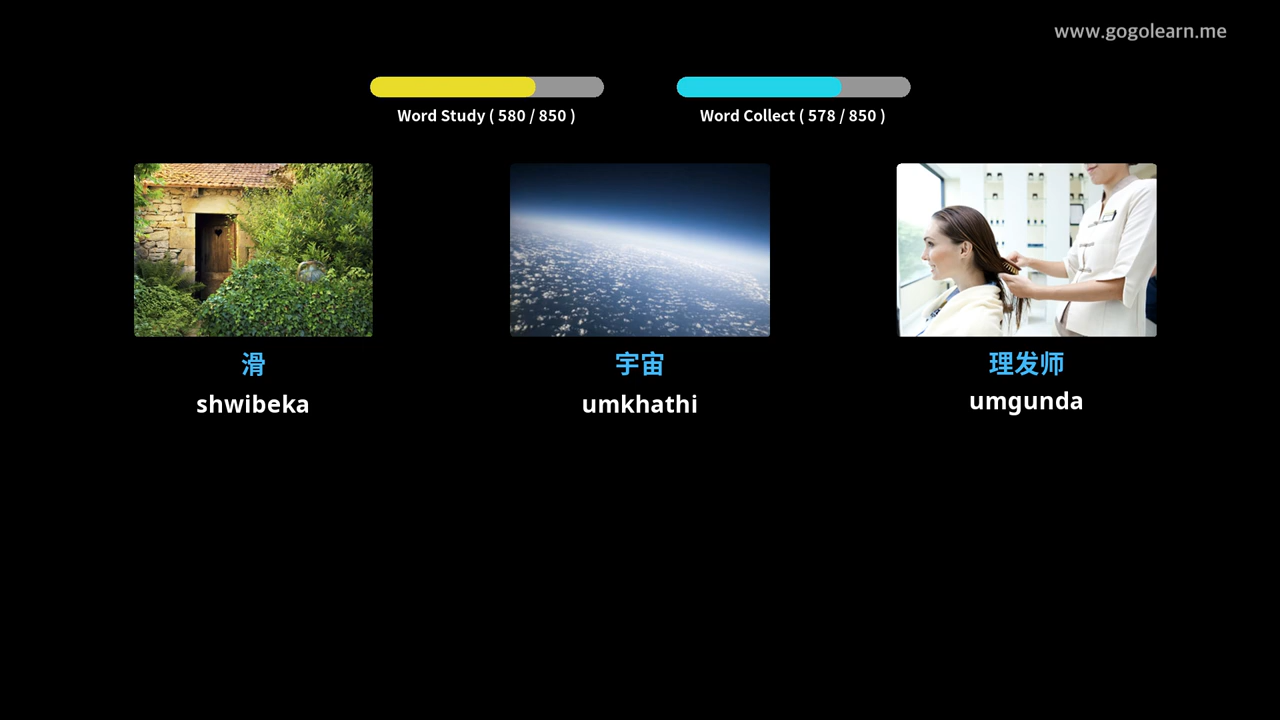 www.gogolearn.me
Word Study ( 580 / 850 )
Word Collect ( 578 / 850 )
滑
宇宙
理发师
shwibeka
umkhathi
umgunda